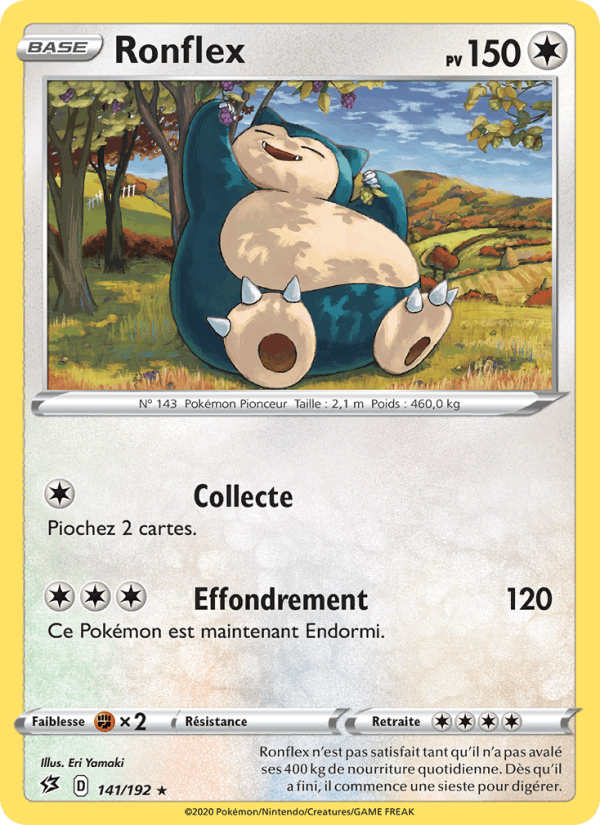 BASE Ronflex PV 150
N° 143 Pokémon Pionceur Taille : 2,1 m Poids : 460,0 kg
Collecte
Piochez 2 cartes.
Effondrement 120
Ce Pokémon est maintenant Endormi.
Faiblesse ×2 Résistance Retraite
Illus. Eri Yamaki
Ronflex n'est pas satisfait tant qu'il n'a pas avalé
ses 400 kg de nourriture quotidienne. Dès qu'il
a fini, il commence une sieste pour digérer.
D 141/192 ★
©2020 Pokémon/Nintendo/Creatures/GAME FREAK